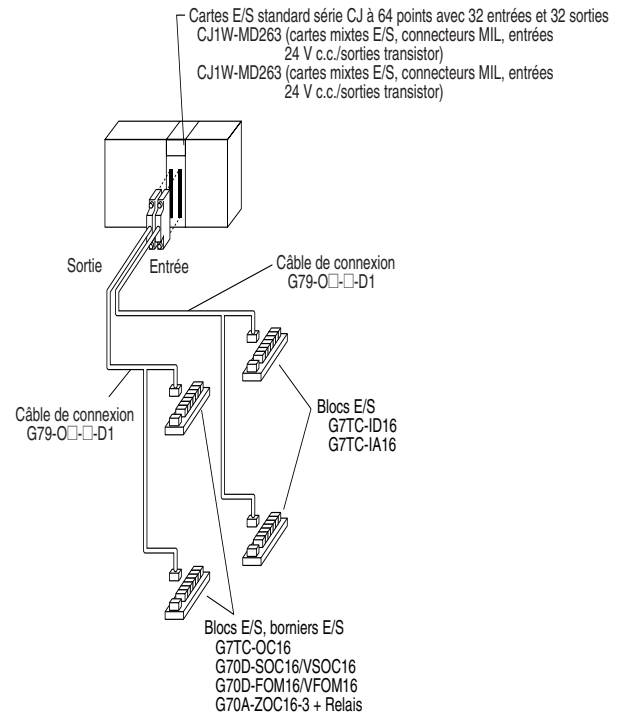 Cartes E/S standard série CJ à 64 points avec 32 entrées et 32 sorties
CJ1W-MD263 (cartes mixtes E/S, connecteurs MIL, entrées
24 V c.c./sorties transistor)
CJ1W-MD263 (cartes mixtes E/S, connecteurs MIL, entrées
24 V c.c./sorties transistor)
Sortie
Entrée
Câble de connexion
G79-O□-□-D1
Câble de connexion
G79-O□-□-D1
Blocs E/S
G7TC-ID16
G7TC-IA16
Blocs E/S, borniers E/S
G7TC-OC16
G70D-SOC16/VSOC16
G70D-FOM16/VFOM16
G70A-ZOC16-3 + Relais